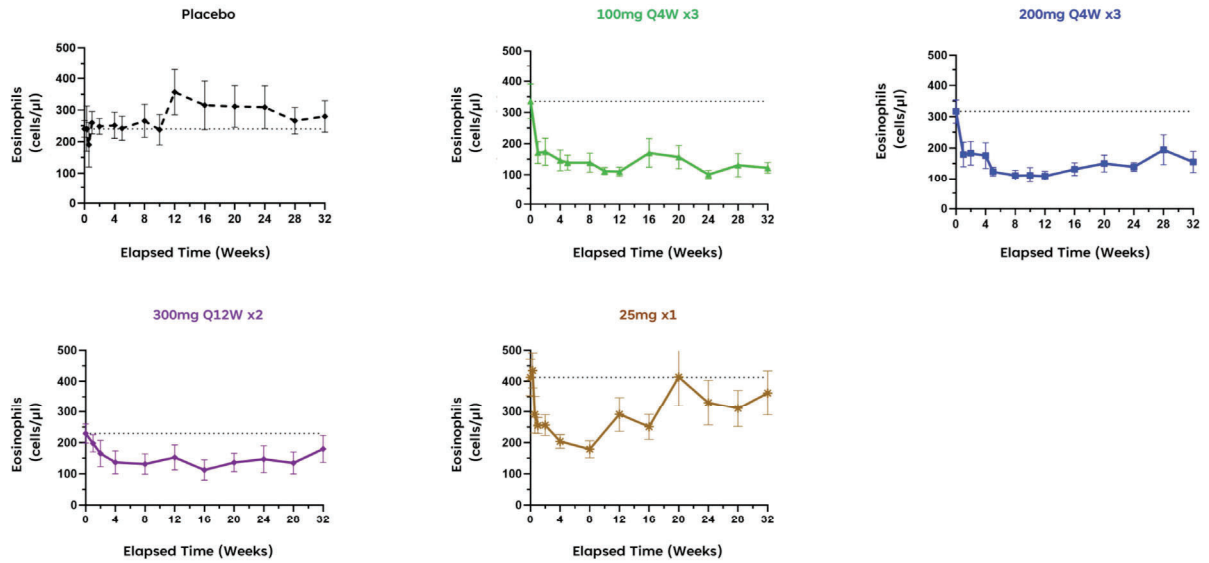 Placebo
Eosinophils
(cells/µl)
500
400
300
200
100
0
0 4 8 12 16 20 24 28 32
Elapsed Time (Weeks)
100mg Q4W x3
Eosinophils
(cells/µl)
500
400
300
200
100
0
0 4 8 12 16 20 24 28 32
Elapsed Time (Weeks)
200mg Q4W x3
Eosinophils
(cells/µl)
500
400
300
200
100
0
0 4 8 12 16 20 24 28 32
Elapsed Time (Weeks)
300mg Q12W x2
Eosinophils
(cells/µl)
500
400
300
200
100
0
0 4 8 12 16 20 24 28 32
Elapsed Time (Weeks)
25mg x1
Eosinophils
(cells/µl)
500
400
300
200
100
0
0 4 8 12 16 20 24 28 32
Elapsed Time (Weeks)